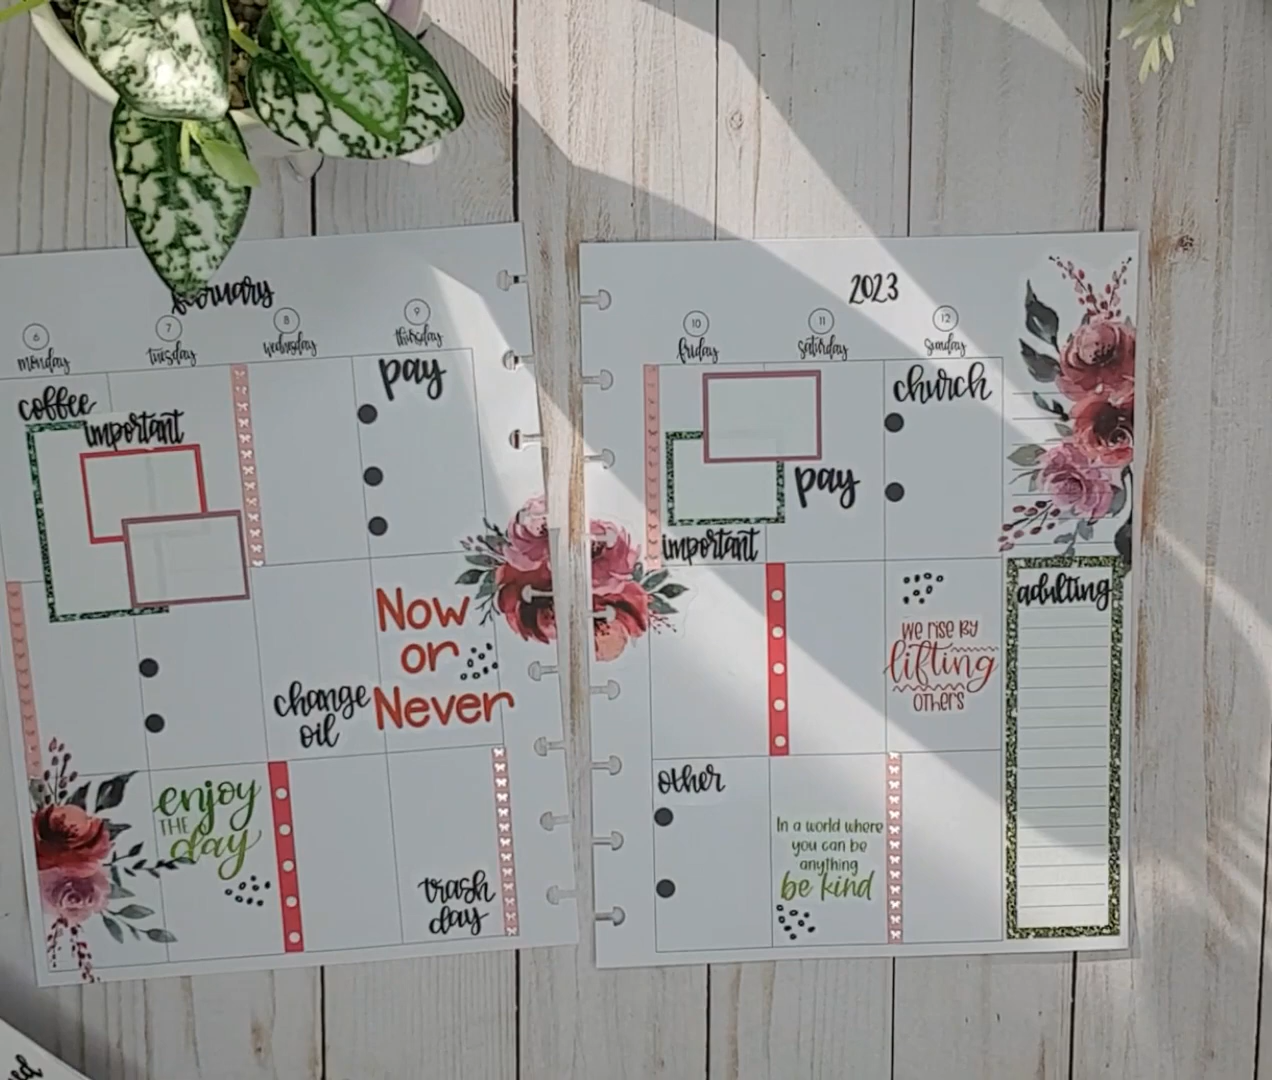 february
6
7
8
9
monday
tuesday
wednesday
thursday
coffee
important
pay
Now
or
Never
change
oil
enjoy
THE
day
trash
day
2023
10
11
12
friday
saturday
sunday
church
pay
important
adulting
we rise by
lifting
others
other
In a world where
you can be
anything
be kind